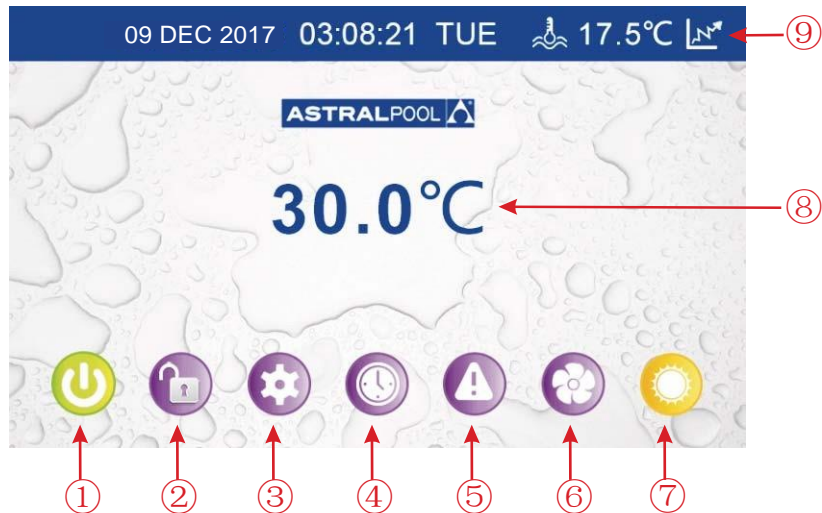 09 DEC 2017 03:08:21 TUE 17.5℃ ⑨
ASTRALPOOL
30.0℃ ⑧
① ② ③ ④ ⑤ ⑥ ⑦